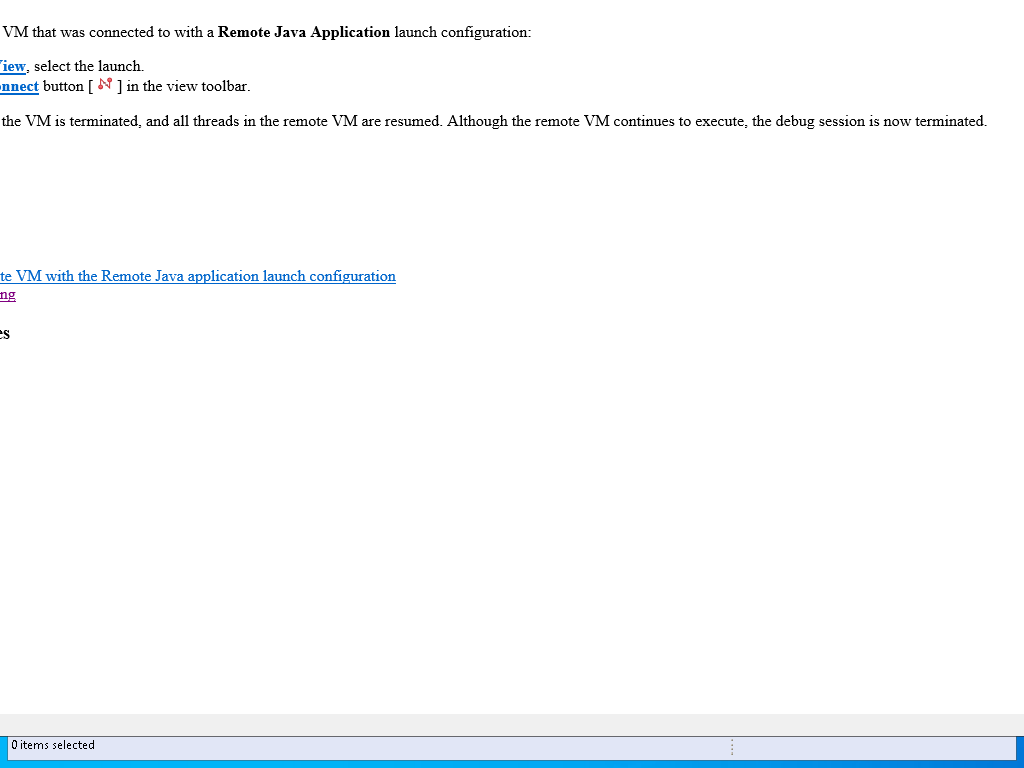 VM that was connected to with a Remote Java Application launch configuration:
View, select the launch.
onnect button [ ] in the view toolbar.
the VM is terminated, and all threads in the remote VM are resumed. Although the remote VM continues to execute, the debug session is now terminated.
te VM with the Remote Java application launch configuration
ng
es
0 items selected